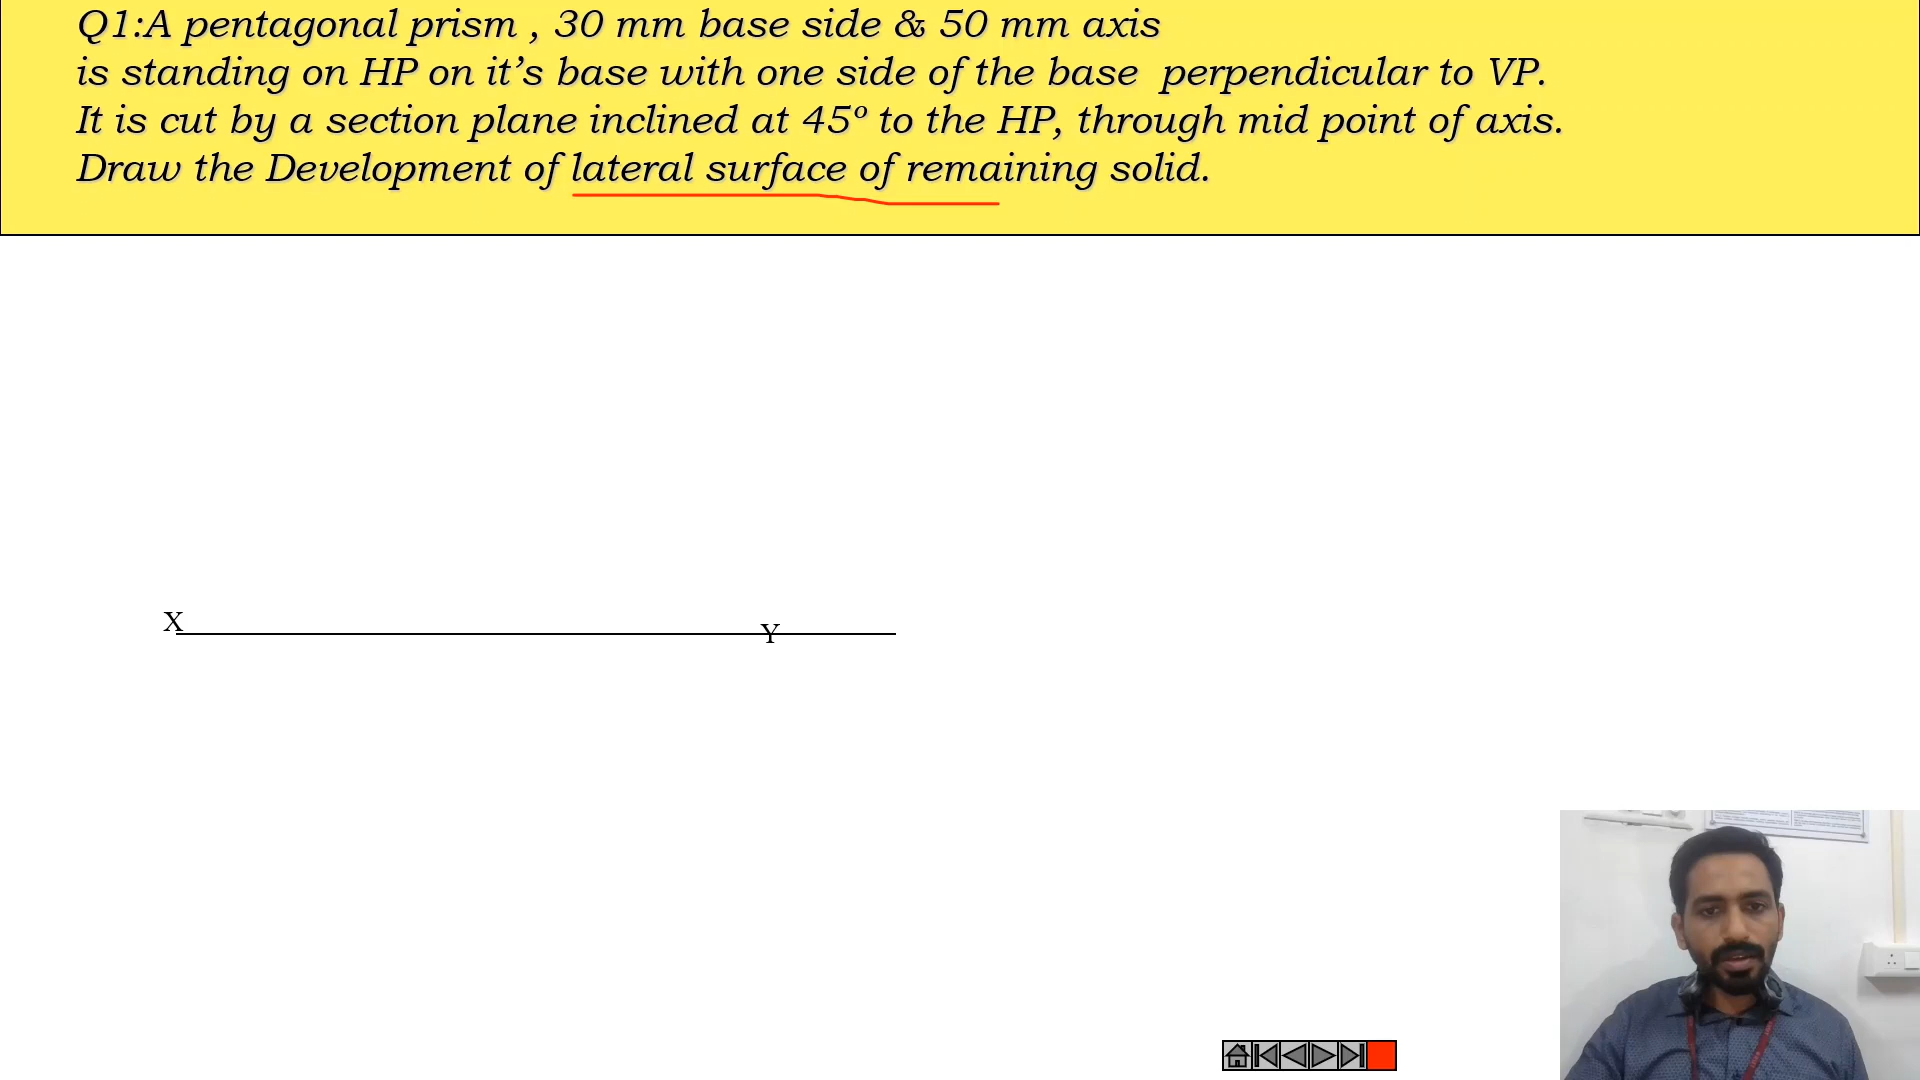 Q1:A pentagonal prism , 30 mm base side & 50 mm axis
is standing on HP on it’s base with one side of the base perpendicular to VP.
It is cut by a section plane inclined at 45º to the HP, through mid point of axis.
Draw the Development of lateral surface of remaining solid.
X
Y